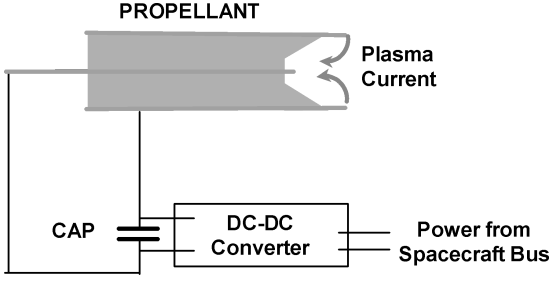 PROPELLANT
Plasma
Current
CAP
DC-DC
Converter
Power from
Spacecraft Bus